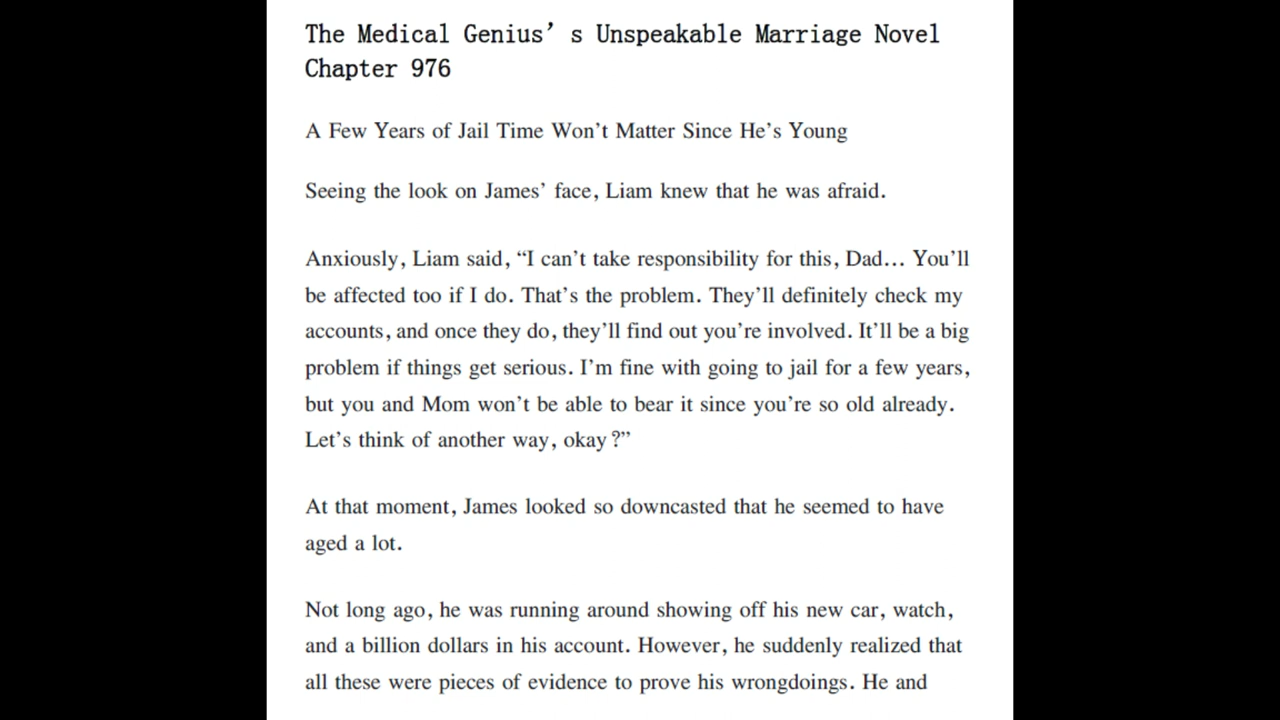 The Medical Genius’ s Unspeakable Marriage Novel
Chapter 976
A Few Years of Jail Time Won’t Matter Since He’s Young
Seeing the look on James’ face, Liam knew that he was afraid.
Anxiously, Liam said, “I can’t take responsibility for this, Dad… You’ll
be affected too if I do. That’s the problem. They’ll definitely check my
accounts, and once they do, they’ll find out you’re involved. It’ll be a big
problem if things get serious. I’m fine with going to jail for a few years,
but you and Mom won’t be able to bear it since you’re so old already.
Let’s think of another way, okay?”
At that moment, James looked so downcasted that he seemed to have
aged a lot.
Not long ago, he was running around showing off his new car, watch,
and a billion dollars in his account. However, he suddenly realized that
all these were pieces of evidence to prove his wrongdoings. He and